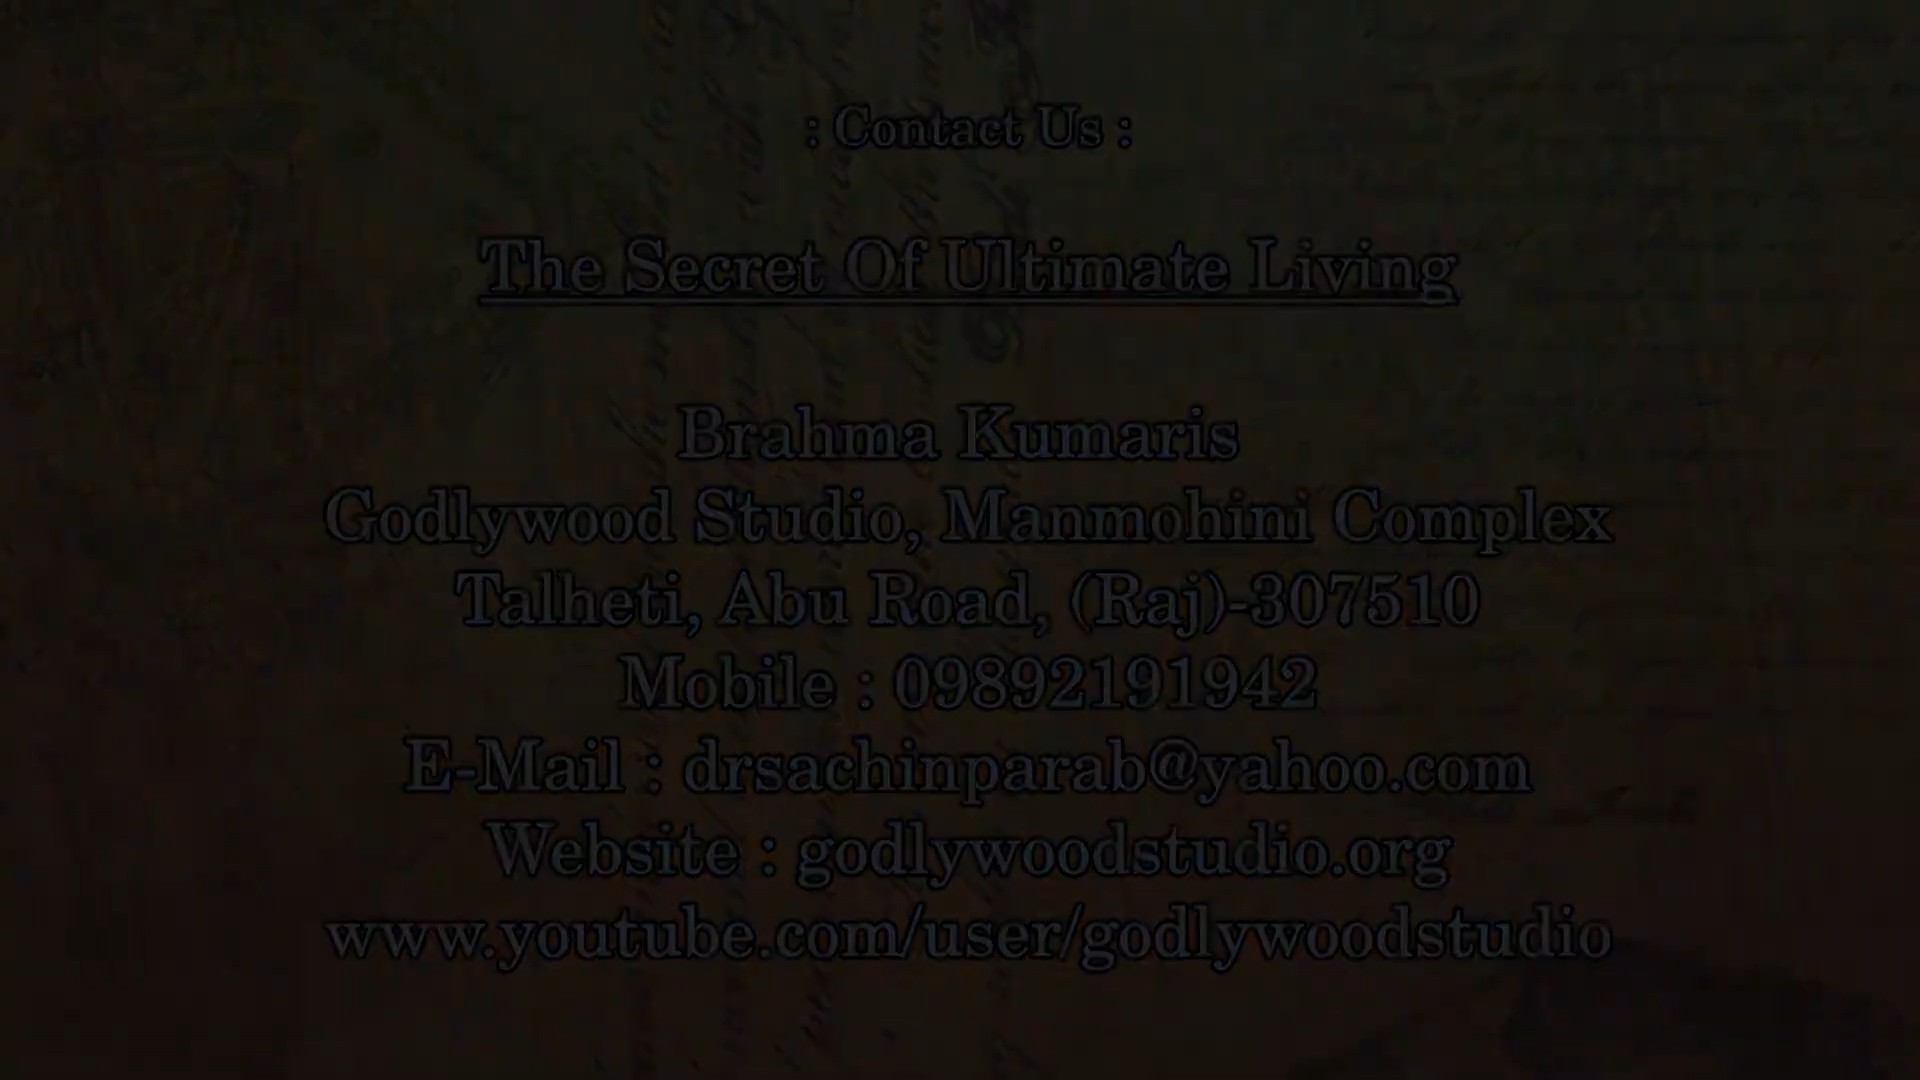 : Contact Us :
The Secret Of Ultimate Living
Brahma Kumaris
Godlywood Studio, Manmohini Complex
Talheti, Abu Road, (Raj)-307510
Mobile : 09892191942
E-Mail : drsachinparab@yahoo.com
Website : godlywoodstudio.org
www.youtube.com/user/godlywoodstudio